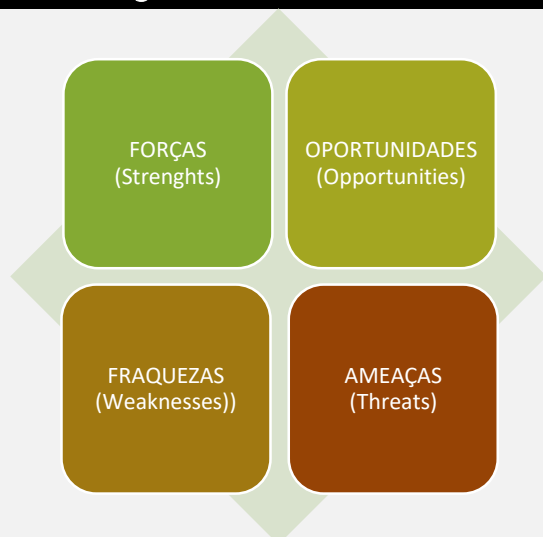 FORÇAS
(Strenghts)
OPORTUNIDADES
(Opportunities)
FRAQUEZAS
(Weaknesses))
AMEAÇAS
(Threats)